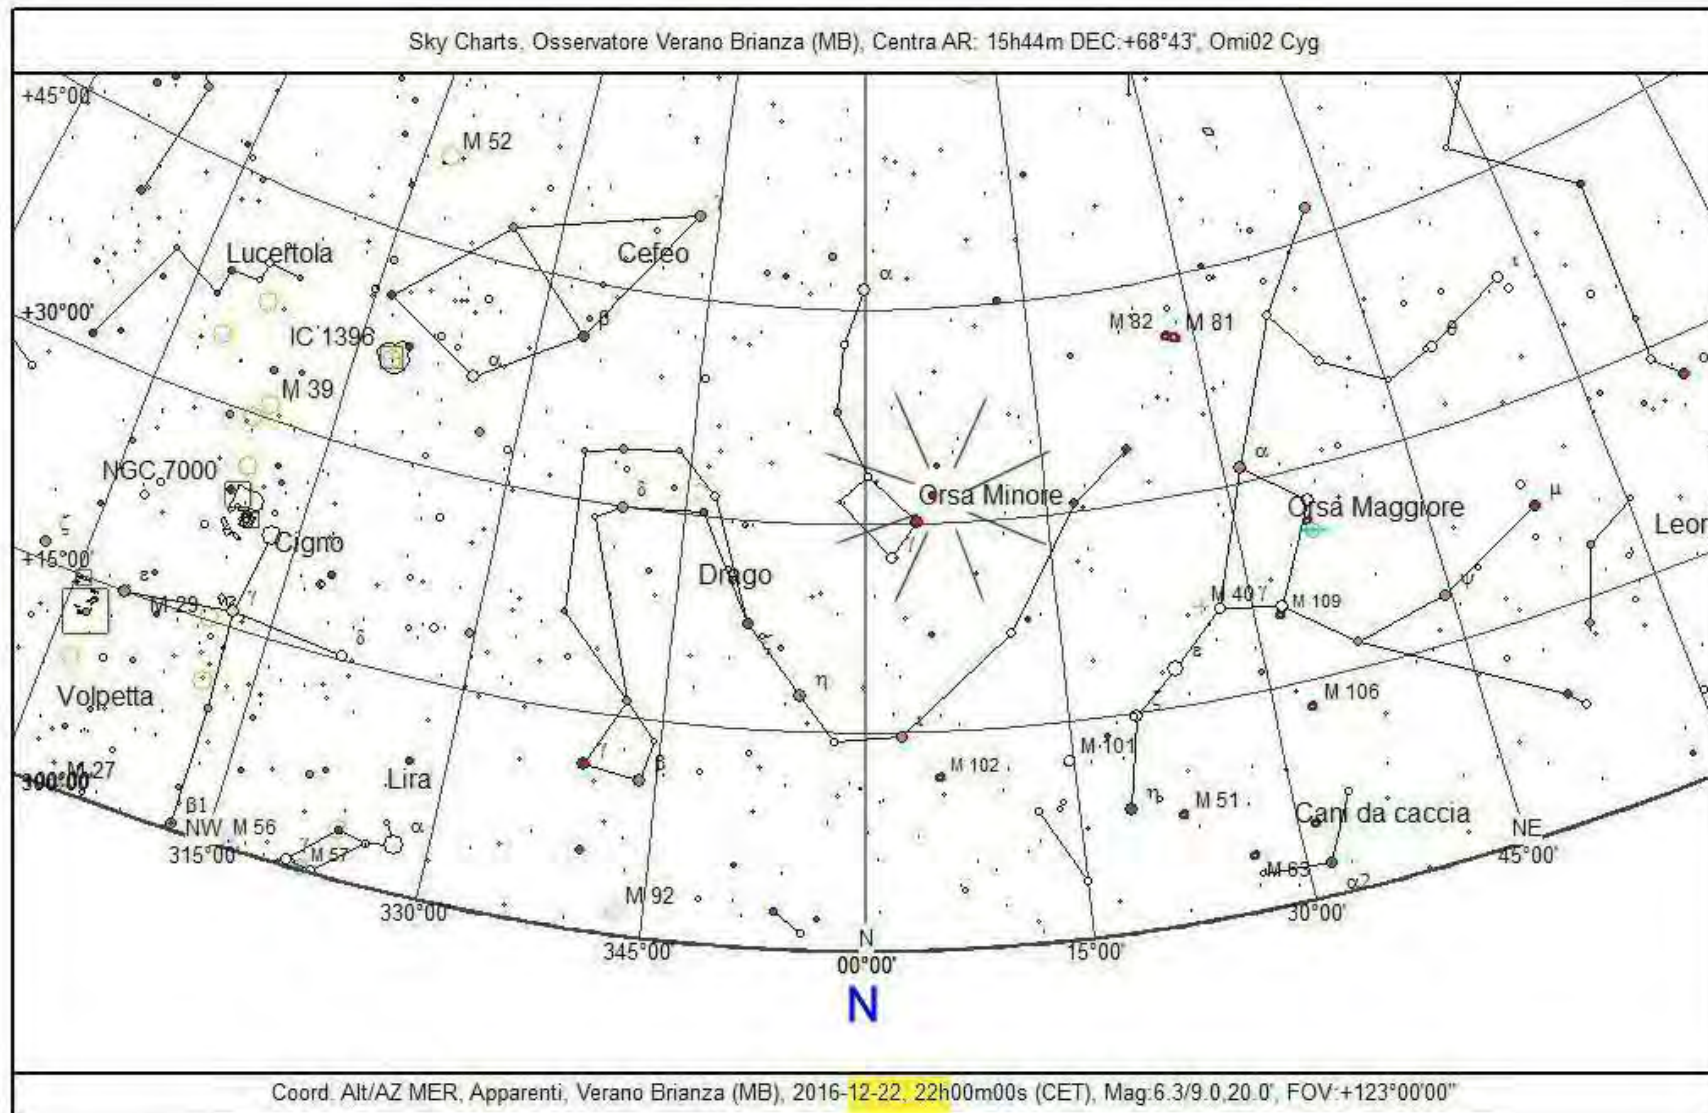 Sky Charts. Osservatore Verano Brianza (MB), Centra AR: 15h44m DEC:+68°43', Omi02 Cyg
+45°00'
M 52
γ
Lucertola
Cefeo
α
ι
+30°00'
IC 1396
β
M 82
M 81
θ
α
M 39
α
NGC 7000
δ
Orsa Minore
Orsa Maggiore
μ
Leon
ζ
Cigno
γ
+15°00'
ε
Drago
ψ
M 29
γ
M 40
γ
M 109
δ
ζ
ε
Volpetta
η
M 106
ζ
ι
M 101
M 27
γ
β
M 102
+00°00'
300°00'
Lira
η
M 51
Cani da caccia
β1
NW
M 56
α
NE
315°00'
γ
M 57
45°00'
M 63
α2
M 92
330°00'
30°00'
N
345°00'
15°00'
00°00'
N
Coord. Alt/AZ MER, Apparenti, Verano Brianza (MB), 2016-12-22, 22h00m00s (CET), Mag:6.3/9.0,20.0', FOV:+123°00'00"